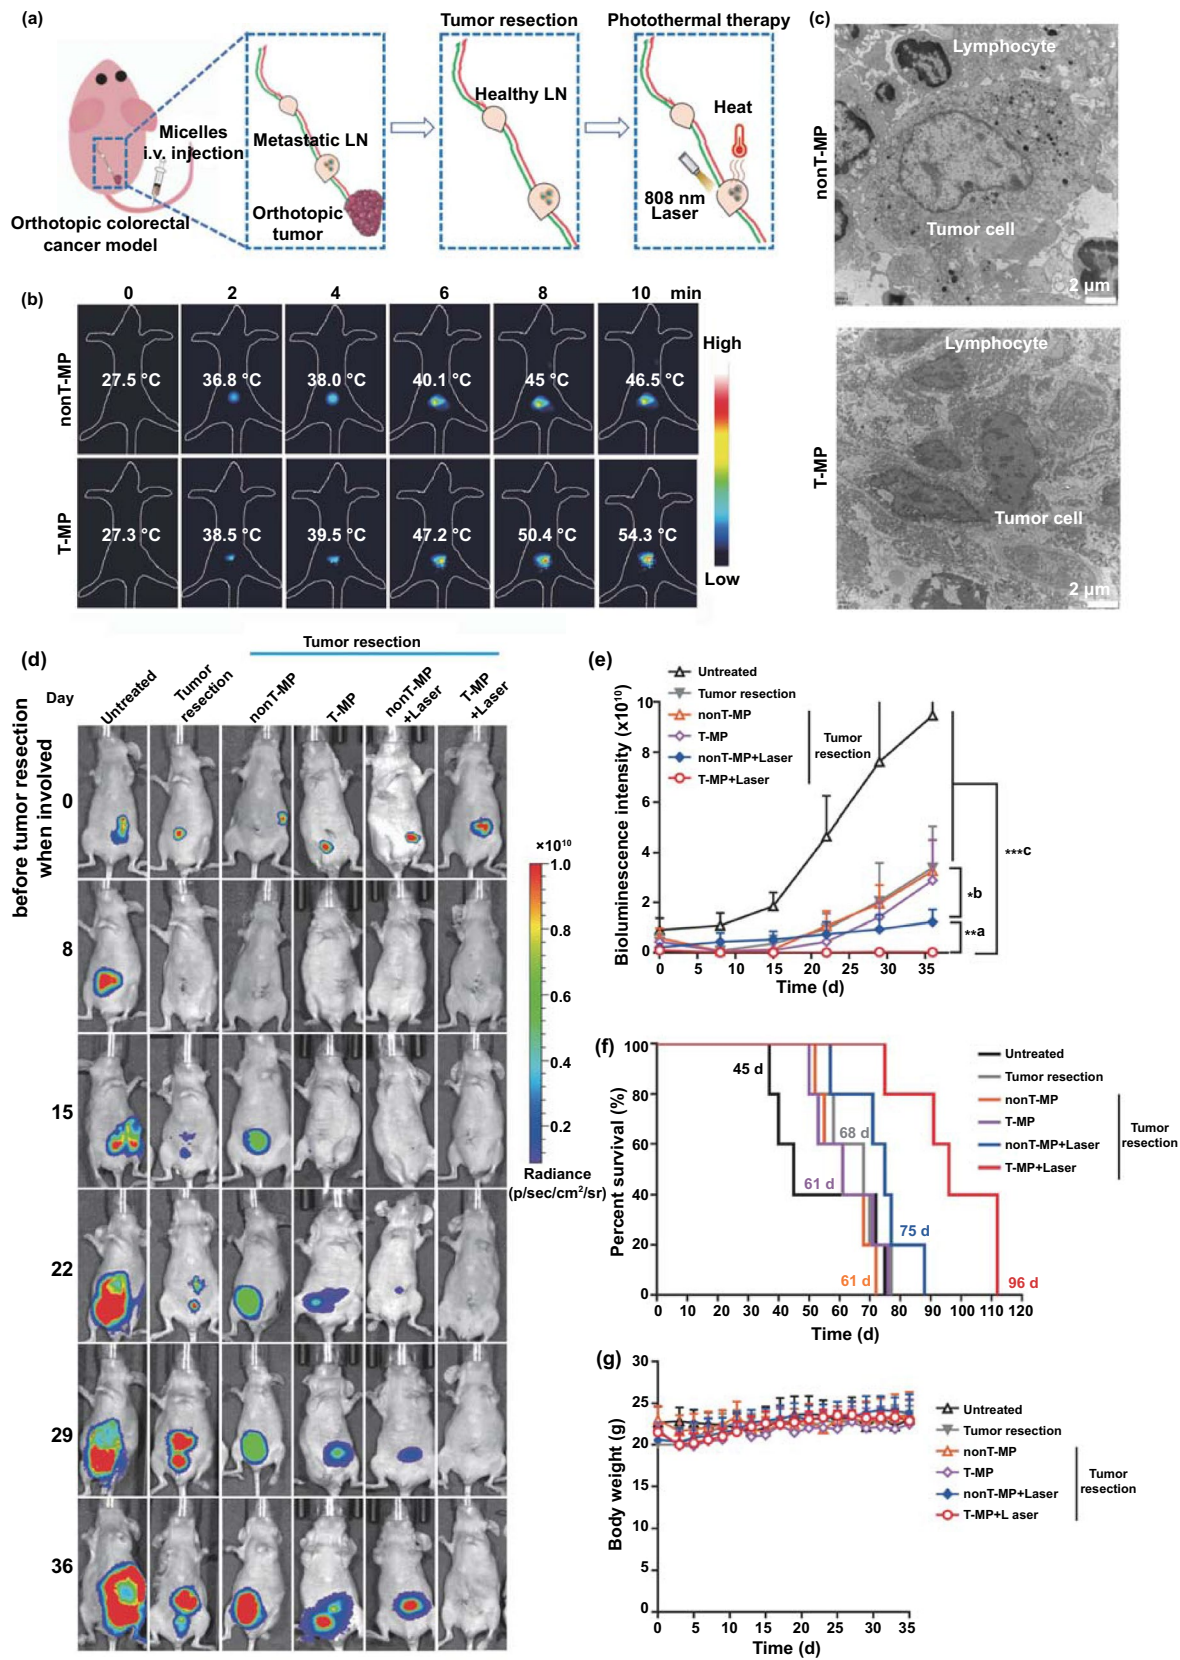 (a)
Tumor resection
Photothermal therapy
Micelles
i.v. injection
Orthotopic colorectal
cancer model
Metastatic LN
Orthotopic
tumor
Healthy LN
Heat
808 nm
Laser
(b)
0 2 4 6 8 10 min
nonT-MP
27.5 °C 36.8 °C 38.0 °C 40.1 °C 45 °C 46.5 °C
T-MP
27.3 °C 38.5 °C 39.5 °C 47.2 °C 50.4 °C 54.3 °C
High
Low
(c)
nonT-MP
Lymphocyte
Tumor cell
2 μm
T-MP
Lymphocyte
Tumor cell
2 μm
(d)
Tumor resection
Day
Untreated
Tumor
resection
nonT-MP
T-MP
nonT-MP
+Laser
T-MP
+Laser
before tumor resection
when involved
0
8
15
22
29
36
×10¹⁰
1.0
0.8
0.6
0.4
0.2
Radiance
(p/sec/cm²/sr)
(e)
Untreated
Tumor resection
nonT-MP
T-MP
nonT-MP+Laser
T-MP+Laser
Tumor
resection
Bioluminescence intensity (x10¹⁰)
10
8
6
4
2
0
0 5 10 15 20 25 30 35
Time (d)
***c
*b
**a
(f)
Percent survival (%)
100
80
60
40
20
0
0 10 20 30 40 50 60 70 80 90 100 110 120
Time (d)
45 d
68 d
61 d
75 d
61 d
96 d
Untreated
Tumor resection
nonT-MP
T-MP
nonT-MP+Laser
T-MP+Laser
Tumor
resection
(g)
Body weight (g)
30
25
20
15
10
5
0
0 5 10 15 20 25 30 35
Time (d)
Untreated
Tumor resection
nonT-MP
T-MP
nonT-MP+Laser
T-MP+L aser
Tumor
resection